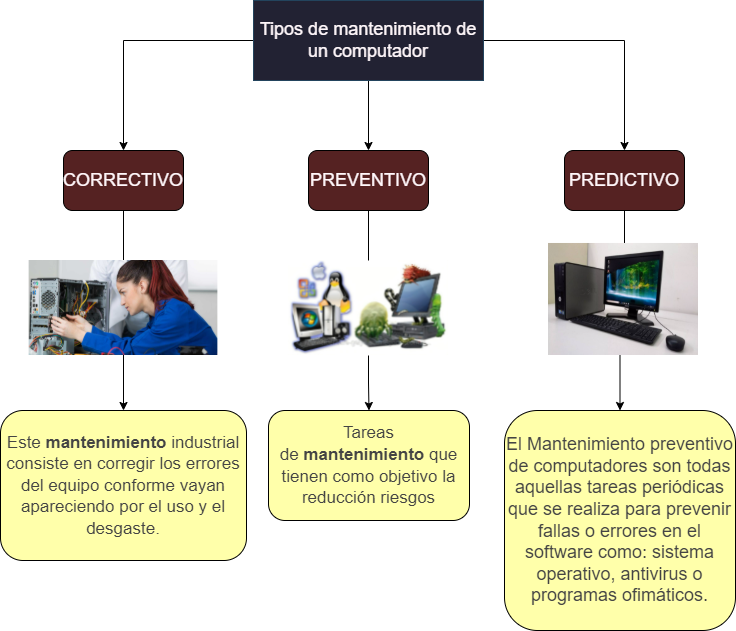 Tipos de mantenimiento de
un computador
CORRECTIVO
PREVENTIVO
PREDICTIVO
Este mantenimiento industrial
consiste en corregir los errores
del equipo conforme vayan
apareciendo por el uso y el
desgaste.
Tareas
de mantenimiento que
tienen como objetivo la
reducción riesgos
El Mantenimiento preventivo
de computadores son todas
aquellas tareas periódicas
que se realiza para prevenir
fallas o errores en el
software como: sistema
operativo, antivirus o
programas ofimáticos.